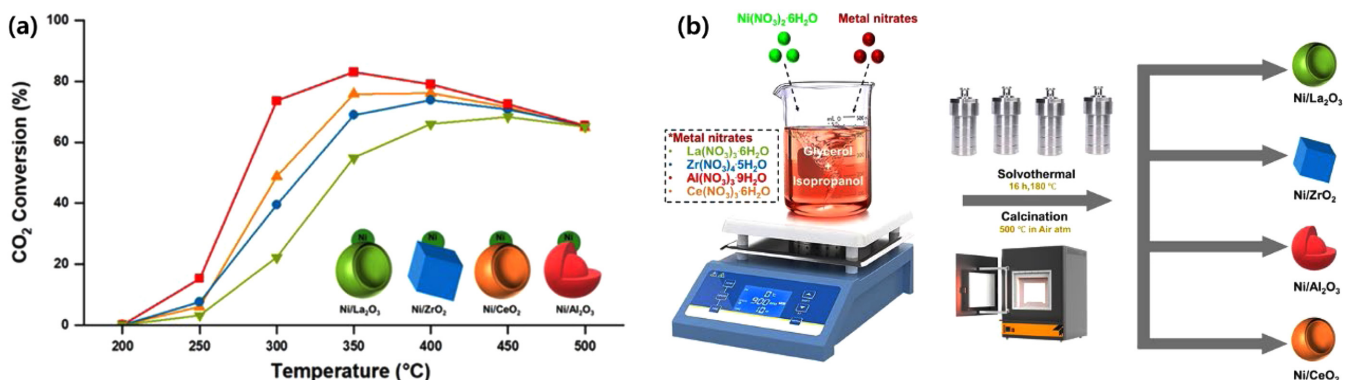 (a)
CO₂ Conversion (%)
100
80
60
40
20
0
200
250
300
350
400
450
500
Temperature (°C)
Ni
Ni
Ni
Ni
Ni/La₂O₃
Ni/ZrO₂
Ni/CeO₂
Ni/Al₂O₃
(b)
Ni(NO₃)₂ 6H₂O
Metal nitrates
*Metal nitrates
La(NO₃)₃ 6H₂O
Zr(NO₃)₄ 5H₂O
Al(NO₃)₃ 9H₂O
Ce(NO₃)₃ 6H₂O
Glycerol
+
Isopropanol
Solvothermal
16 h,180 ℃
Calcination
500 ℃ in Air atm
Ni/La₂O₃
Ni/ZrO₂
Ni/Al₂O₃
Ni/CeO₃